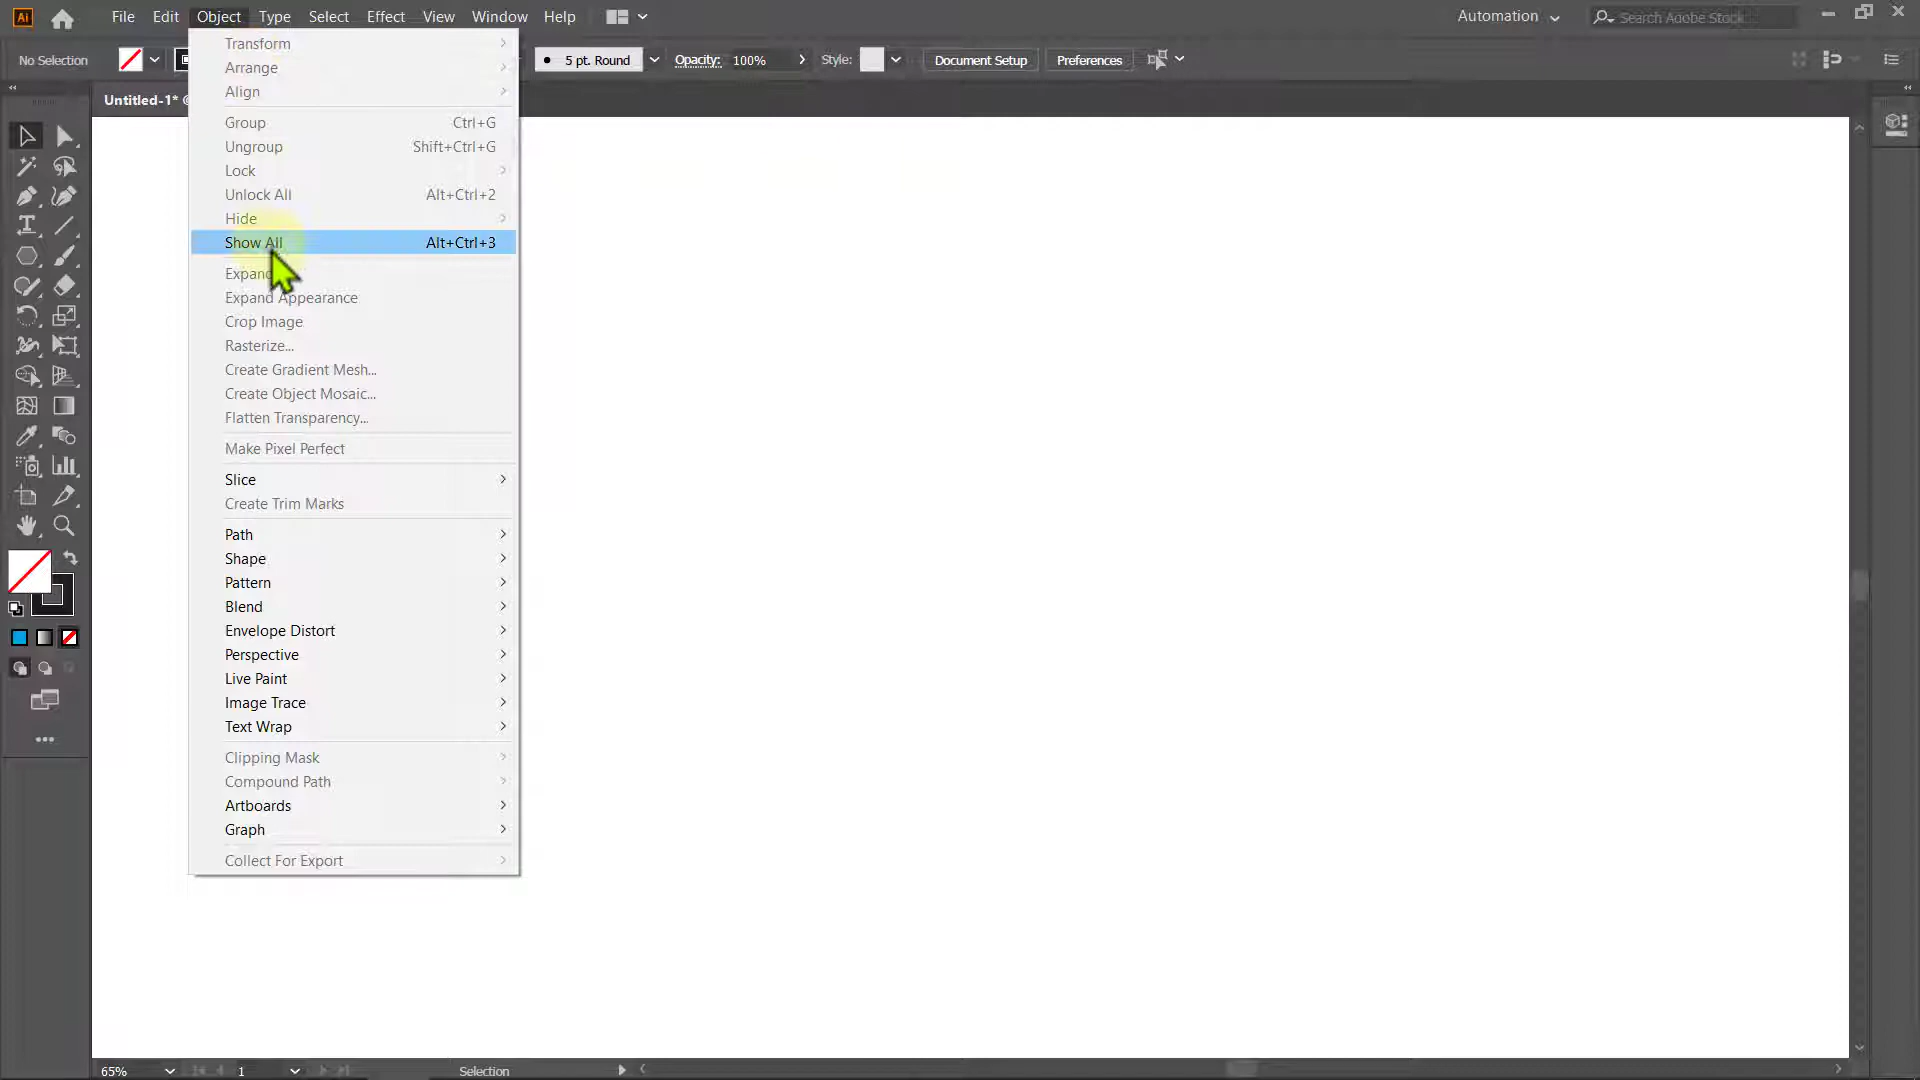 Ai File Edit Object Type Select Effect View Window Help Automation Search Adobe Stock
No Selection 5 pt. Round Opacity: 100% Style: Document Setup Preferences
Untitled-1*
Transform
Arrange
Align
Group Ctrl+G
Ungroup Shift+Ctrl+G
Lock
Unlock All Alt+Ctrl+2
Hide
Show All Alt+Ctrl+3
Expand
Expand Appearance
Crop Image
Rasterize...
Create Gradient Mesh...
Create Object Mosaic...
Flatten Transparency...
Make Pixel Perfect
Slice
Create Trim Marks
Path
Shape
Pattern
Blend
Envelope Distort
Perspective
Live Paint
Image Trace
Text Wrap
Clipping Mask
Compound Path
Artboards
Graph
Collect For Export
65% 1 Selection